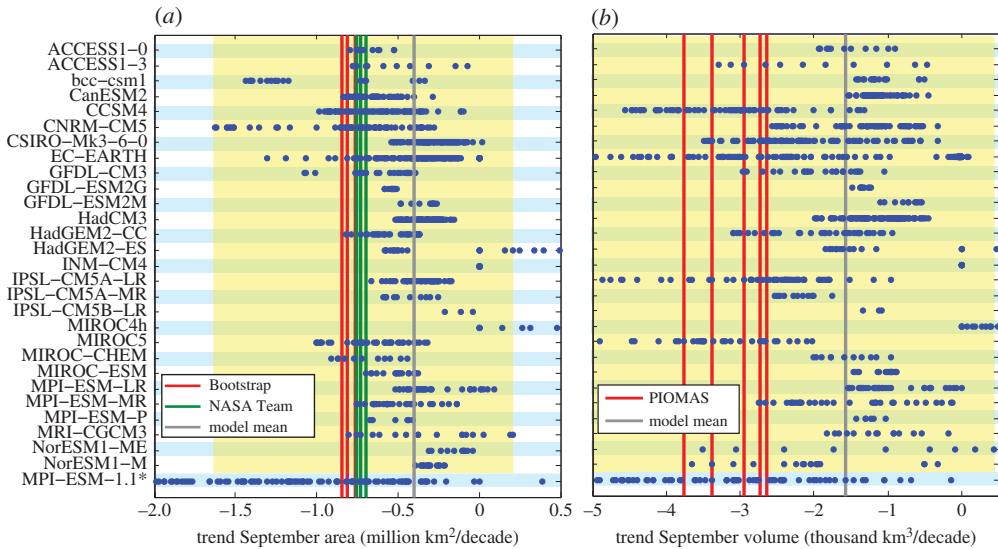 (a)
(b)
ACCESS1−0
ACCESS1−3
bcc−csm1
CanESM2
CCSM4
CNRM−CM5
CSIRO−Mk3−6−0
EC−EARTH
GFDL−CM3
GFDL−ESM2G
GFDL−ESM2M
HadCM3
HadGEM2−CC
HadGEM2−ES
INM−CM4
IPSL−CM5A−LR
IPSL−CM5A−MR
IPSL−CM5B−LR
MIROC4h
MIROC5
MIROC−CHEM
MIROC−ESM
MPI−ESM−LR
MPI−ESM−MR
MPI−ESM−P
MRI−CGCM3
NorESM1−ME
NorESM1−M
MPI−ESM−1.1*
Bootstrap
NASA Team
model mean
−2.0 −1.5 −1.0 −0.5 0 0.5
trend September area (million km²/decade)
PIOMAS
model mean
−5 −4 −3 −2 −1 0
trend September volume (thousand km³/decade)